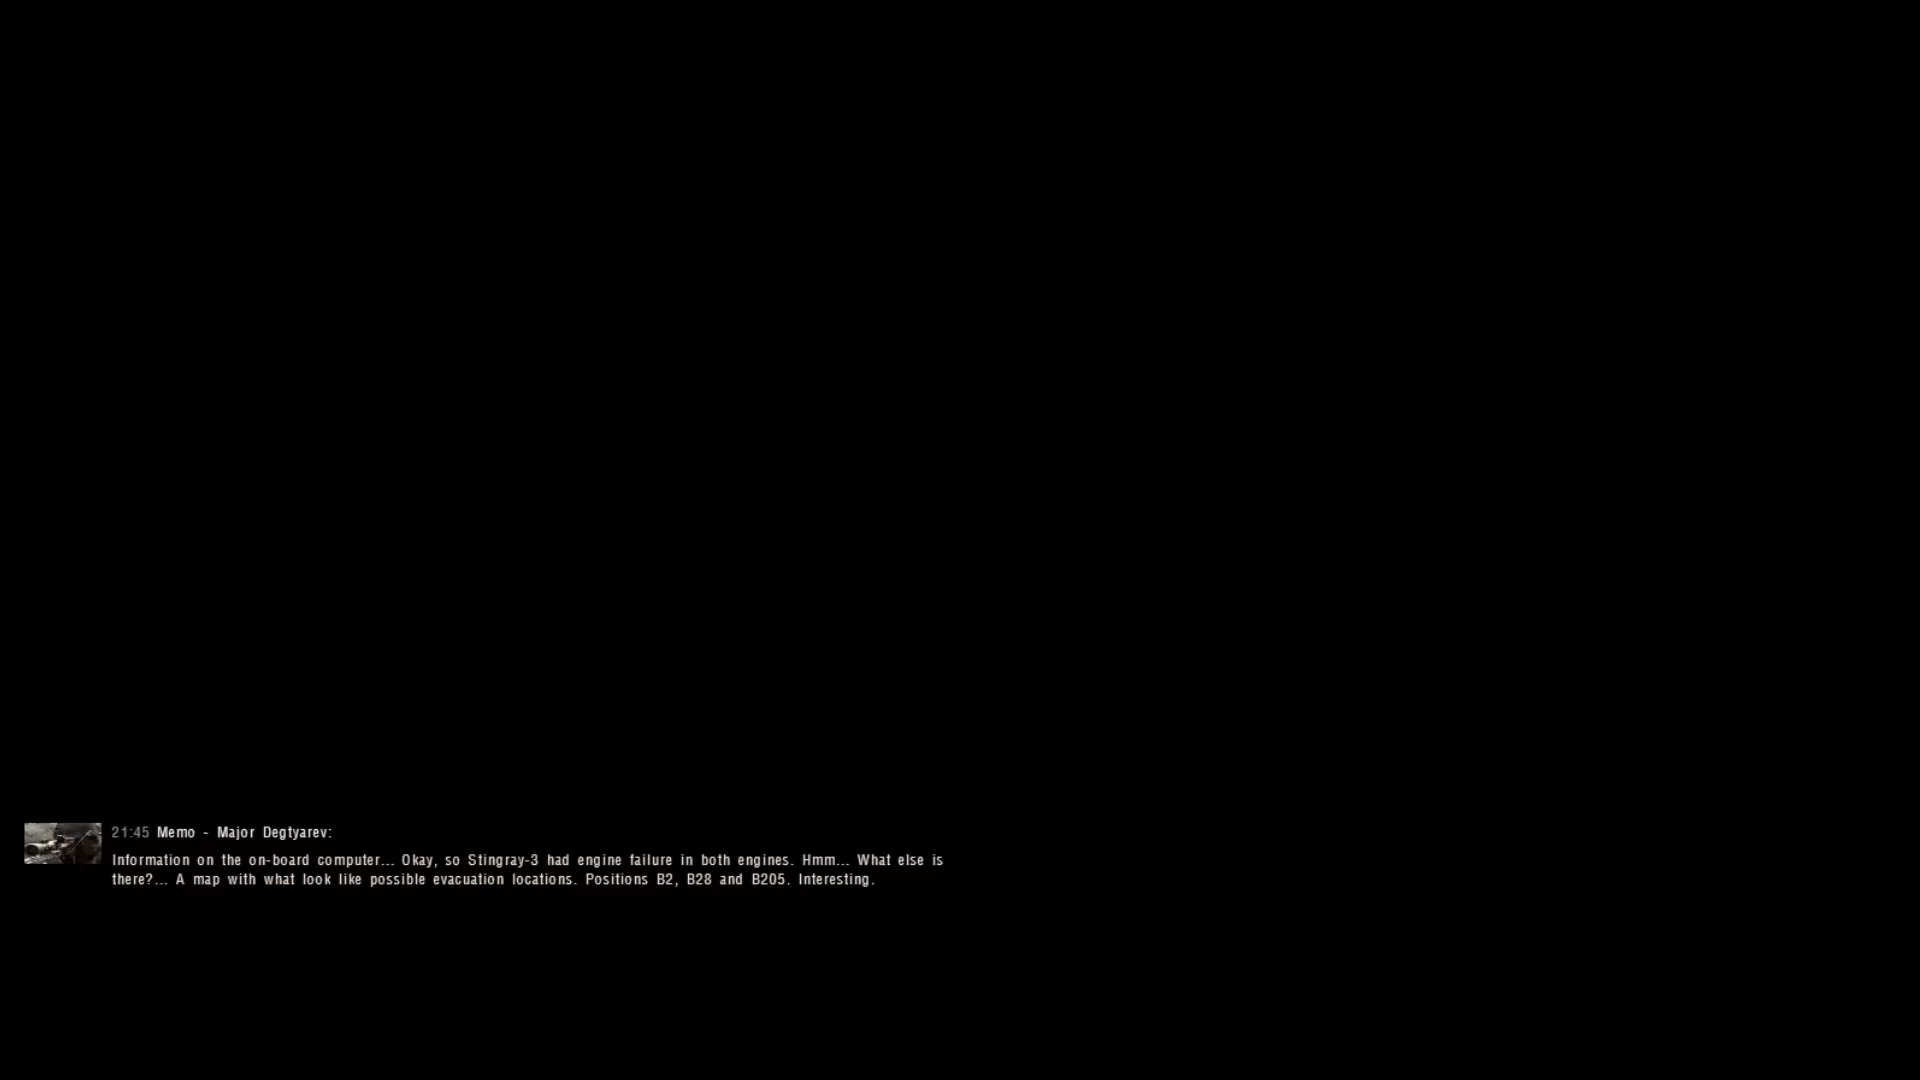 21:45 Memo - Major Degtyarev:
Information on the on-board computer... Okay, so Stingray-3 had engine failure in both engines. Hmm... What else is
there?... A map with what look like possible evacuation locations. Positions B2, B28 and B205. Interesting.